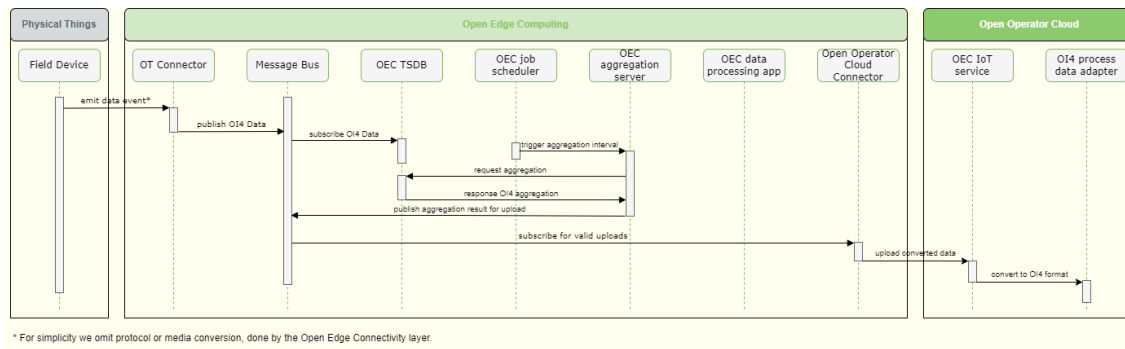 Physical Things
Open Edge Computing
Open Operator Cloud
Field Device
OT Connector
Message Bus
OEC TSDB
OEC job
scheduler
OEC
aggregation
server
OEC data
processing app
Open Operator
Cloud
Connector
OEC IoT
service
OI4 process
data adapter
emit data event*
publish OI4 Data
subscribe OI4 Data
trigger aggregation interval
request aggregation
response OI4 aggregation
publish aggregation result for upload
subscribe for valid uploads
upload converted data
convert to OI4 format
* For simplicity we omit protocol or media conversion, done by the Open Edge Connectivity layer.